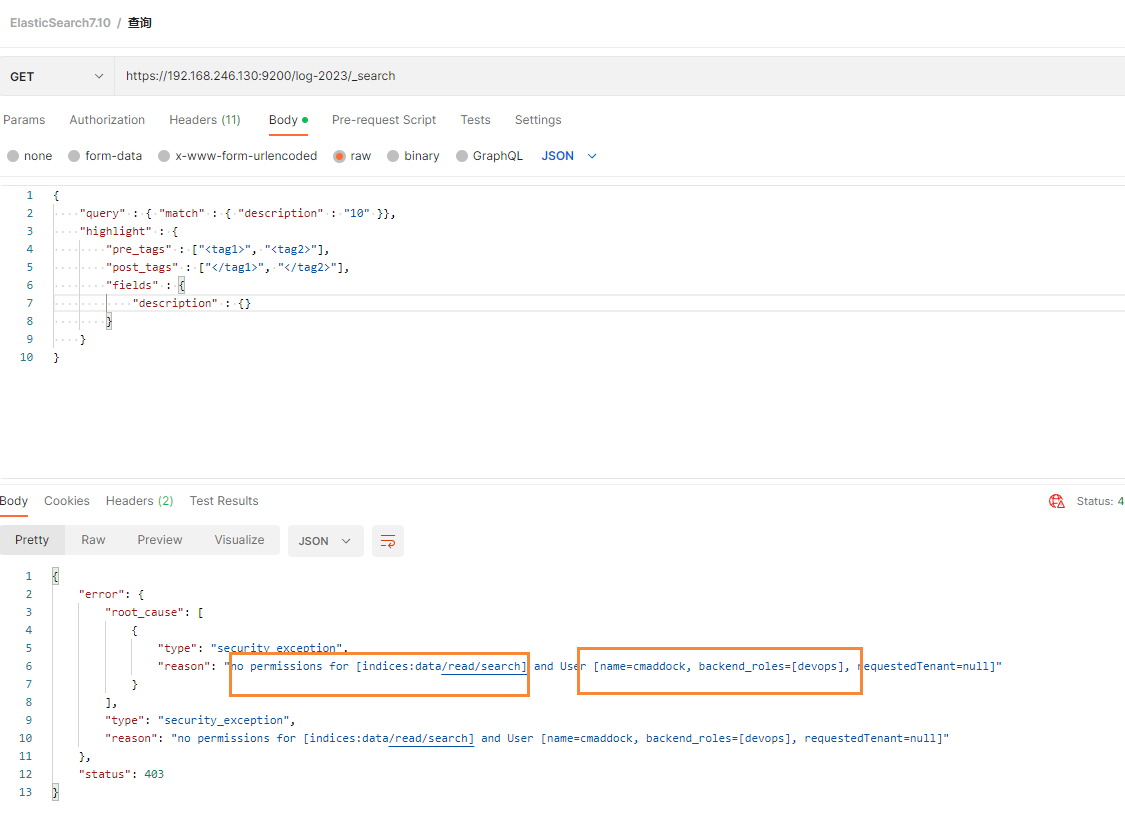 ElasticSearch7.10 / 查询
GET https://192.168.246.130:9200/log-2023/_search
Params Authorization Headers (11) Body Pre-request Script Tests Settings
none form-data x-www-form-urlencoded raw binary GraphQL JSON
1 {
2 "query" : { "match" : { "description" : "10" }},
3 "highlight" : {
4 "pre_tags" : ["<tag1>", "<tag2>"],
5 "post_tags" : ["</tag1>", "</tag2>"],
6 "fields" : {
7 "description" : {}
8 }
9 }
10 }
Body Cookies Headers (2) Test Results Status: 4
Pretty Raw Preview Visualize JSON
1 {
2 "error": {
3 "root_cause": [
4 {
5 "type": "security_exception",
6 "reason": "no permissions for [indices:data/read/search] and User [name=cmaddock, backend_roles=[devops], requestedTenant=null]"
7 }
8 ],
9 "type": "security_exception",
10 "reason": "no permissions for [indices:data/read/search] and User [name=cmaddock, backend_roles=[devops], requestedTenant=null]"
11 },
12 "status": 403
13 }